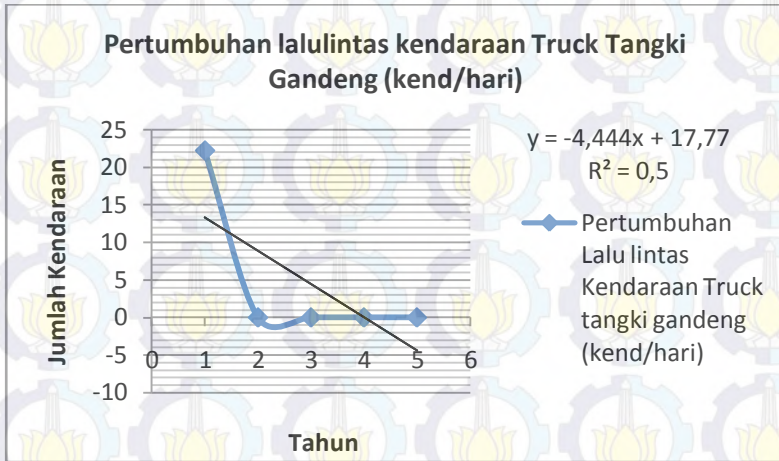 Pertumbuhan lalulintas kendaraan Truck Tangki
Gandeng (kend/hari)
Jumlah Kendaraan
25
20
15
10
5
0
-5
-10
0 1 2 3 4 5 6
Tahun
y = -4,444x + 17,77
R² = 0,5
Pertumbuhan
Lalu lintas
Kendaraan Truck
tangki gandeng
(kend/hari)